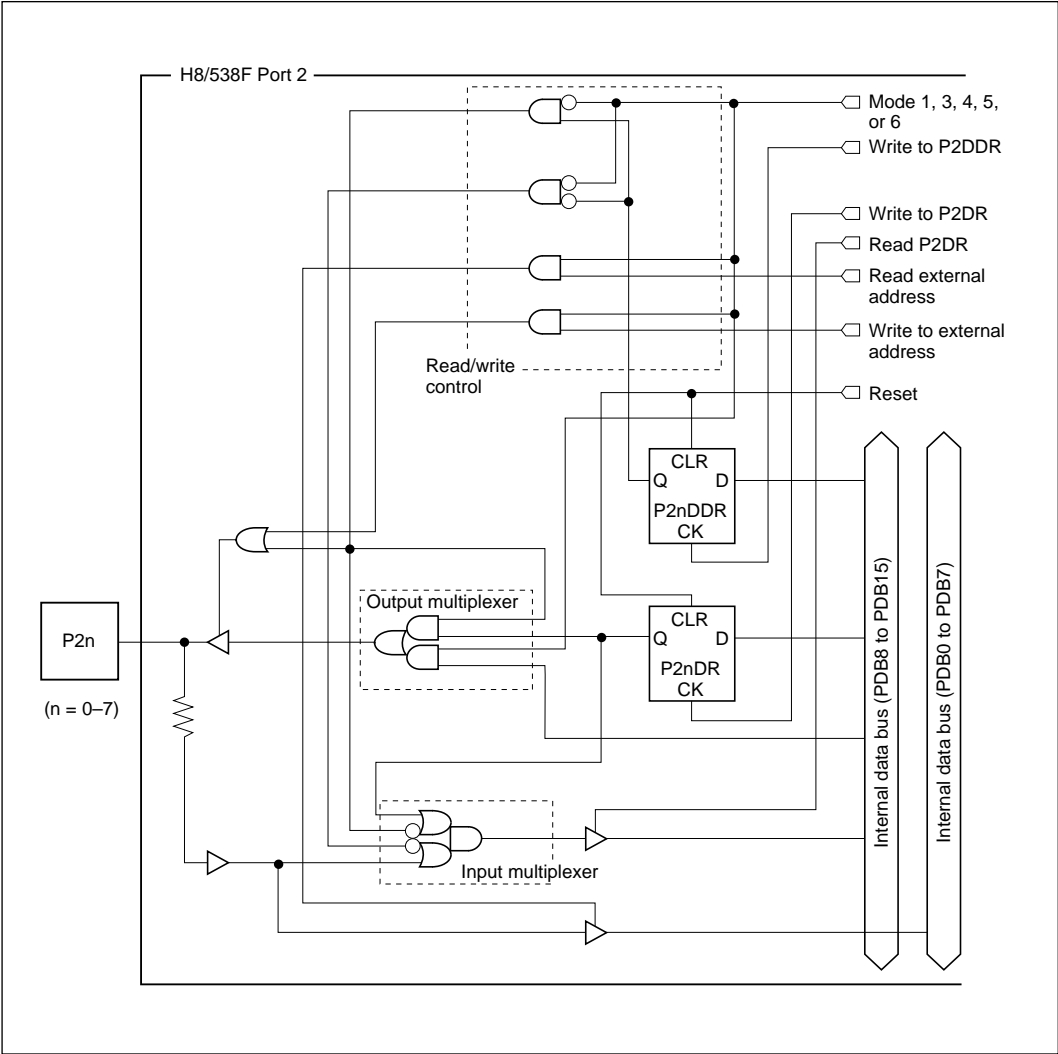 H8/538F Port 2
Mode 1, 3, 4, 5,
or 6
Write to P2DDR
Write to P2DR
Read P2DR
Read external
address
Write to external
address
Read/write
control
Reset
CLR
Q D
P2nDDR
CK
Output multiplexer
CLR
Q D
P2nDR
CK
P2n
(n = 0–7)
Input multiplexer
Internal data bus (PDB8 to PDB15)
Internal data bus (PDB0 to PDB7)